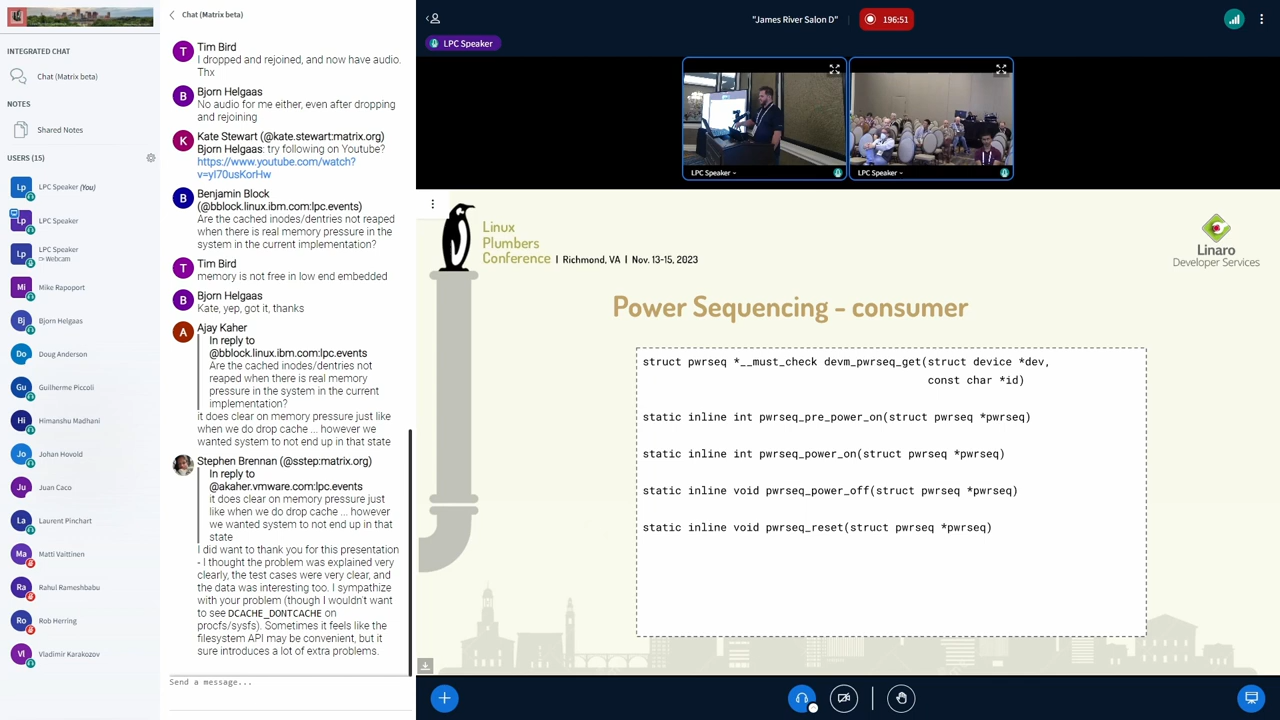 INTEGRATED CHAT
Chat (Matrix beta)
NOTES
Shared Notes
USERS (15)
Lp LPC Speaker (You)
Lp LPC Speaker
Lp LPC Speaker
Webcam
Mi Mike Rapoport
Bj Bjorn Helgaas
Do Doug Anderson
Gu Guilherme Piccoli
Hi Himanshu Madhani
Jo Johan Hovold
Ju Juan Caco
La Laurent Pinchart
Ma Matti Vaittinen
Ra Rahul Rameshbabu
Ro Rob Herring
Vl Vladimir Karakozov
Chat (Matrix beta)
T Tim Bird
I dropped and rejoined, and now have audio.
Thx
B Bjorn Helgaas
No audio for me either, even after dropping
and rejoining
K Kate Stewart (@kate.stewart:matrix.org)
Bjorn Helgaas: try following on Youtube?
https://www.youtube.com/watch?
v=yI70usKorHw
B Benjamin Block
(@bblock.linux.ibm.com:lpc.events)
Are the cached inodes/dentries not reaped
when there is real memory pressure in the
system in the current implementation?
T Tim Bird
memory is not free in low end embedded
B Bjorn Helgaas
Kate, yep, got it, thanks
A Ajay Kaher
In reply to
@bblock.linux.ibm.com:lpc.events
Are the cached inodes/dentries not
reaped when there is real memory
pressure in the system in the current
implementation?
it does clear on memory pressure just like
when we do drop cache ... however we
wanted system to not end up in that state
Stephen Brennan (@sstep:matrix.org)
In reply to
@akaher.vmware.com:lpc.events
it does clear on memory pressure just
like when we do drop cache ... however
we wanted system to not end up in that
state
I did want to thank you for this presentation
- I thought the problem was explained very
clearly, the test cases were very clear, and
the data was interesting too. I sympathize
with your problem (though I wouldn't want
to see DCACHE_DONTCACHE on
procfs/sysfs). Sometimes it feels like the
filesystem API may be convenient, but it
sure introduces a lot of extra problems.
Send a message...
"James River Salon D"
196:51
LPC Speaker
LPC Speaker
LPC Speaker
Linux
Plumbers
Conference | Richmond, VA | Nov. 13-15, 2023
Linaro
Developer Services
Power Sequencing - consumer
struct pwrseq *__must_check devm_pwrseq_get(struct device *dev,
const char *id)
static inline int pwrseq_pre_power_on(struct pwrseq *pwrseq)
static inline int pwrseq_power_on(struct pwrseq *pwrseq)
static inline void pwrseq_power_off(struct pwrseq *pwrseq)
static inline void pwrseq_reset(struct pwrseq *pwrseq)